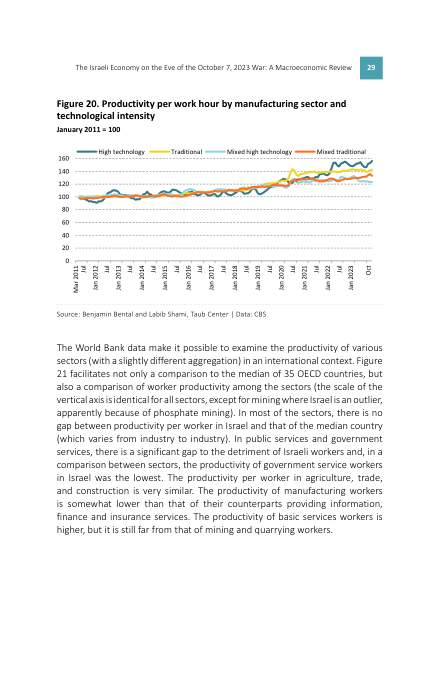 The Israeli Economy on the Eve of the October 7, 2023 War: A Macroeconomic Review 29
Figure 20. Productivity per work hour by manufacturing sector and
technological intensity
January 2011 = 100
High technology Traditional Mixed high technology Mixed traditional
160
140
120
100
80
60
40
20
0
Mar 2011 Jul Jan 2012 Jul Jan 2013 Jul Jan 2014 Jul Jan 2015 Jul Jan 2016 Jul Jan 2017 Jul Jan 2018 Jul Jan 2019 Jul Jan 2020 Jul Jan 2021 Jul Jan 2022 Jul Jan 2023 Oct
Source: Benjamin Bental and Labib Shami, Taub Center | Data: CBS
The World Bank data make it possible to examine the productivity of various
sectors (with a slightly different aggregation) in an international context. Figure
21 facilitates not only a comparison to the median of 35 OECD countries, but
also a comparison of worker productivity among the sectors (the scale of the
vertical axis is identical for all sectors, except for mining where Israel is an outlier,
apparently because of phosphate mining). In most of the sectors, there is no
gap between productivity per worker in Israel and that of the median country
(which varies from industry to industry). In public services and government
services, there is a significant gap to the detriment of Israeli workers and, in a
comparison between sectors, the productivity of government service workers
in Israel was the lowest. The productivity per worker in agriculture, trade,
and construction is very similar. The productivity of manufacturing workers
is somewhat lower than that of their counterparts providing information,
finance and insurance services. The productivity of basic services workers is
higher, but it is still far from that of mining and quarrying workers.